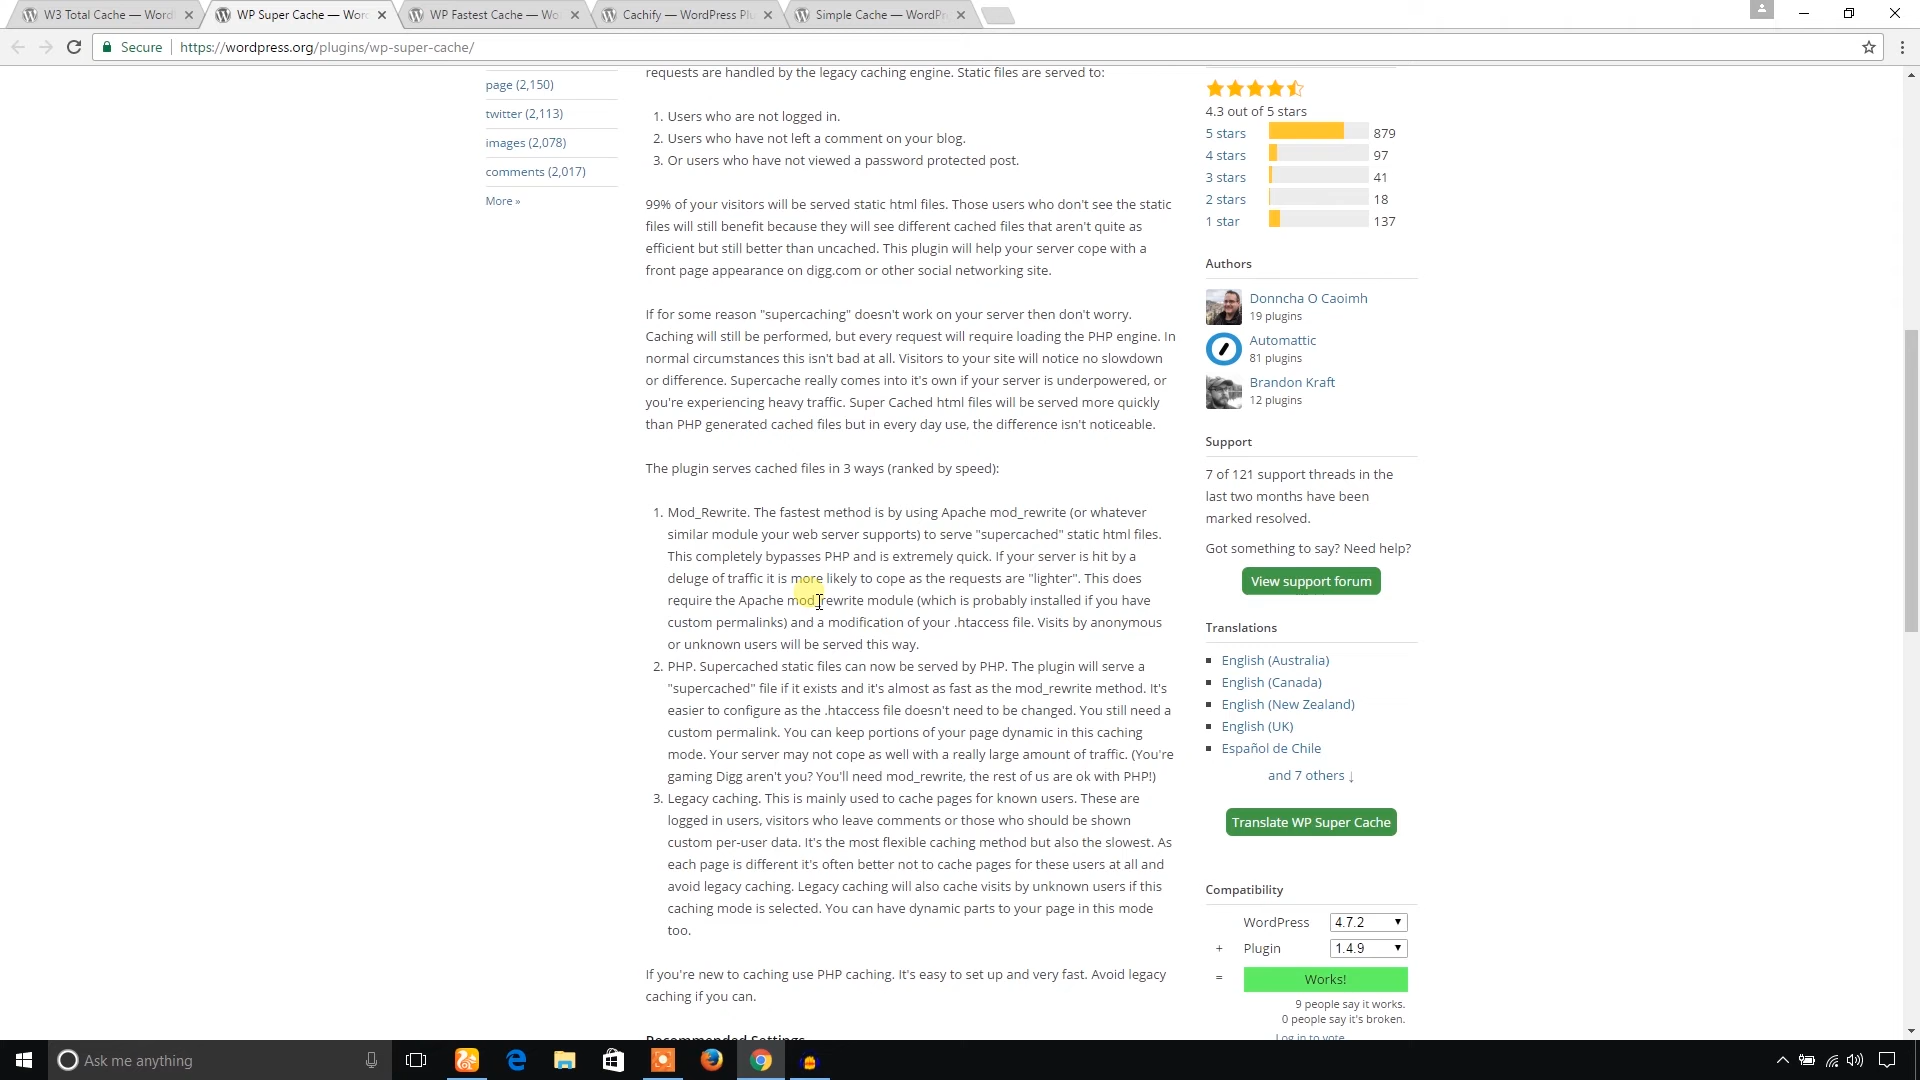 W3 Total Cache — Word
WP Super Cache — Wor
WP Fastest Cache — Wo
Cachify — WordPress Plu
Simple Cache — WordPr
Secure
https://wordpress.org/plugins/wp-super-cache/
page (2,150)
twitter (2,113)
images (2,078)
comments (2,017)
More »
requests are handled by the legacy caching engine. Static files are served to:
1. Users who are not logged in.
2. Users who have not left a comment on your blog.
3. Or users who have not viewed a password protected post.
99% of your visitors will be served static html files. Those users who don't see the static
files will still benefit because they will see different cached files that aren't quite as
efficient but still better than uncached. This plugin will help your server cope with a
front page appearance on digg.com or other social networking site.
If for some reason "supercaching" doesn't work on your server then don't worry.
Caching will still be performed, but every request will require loading the PHP engine. In
normal circumstances this isn't bad at all. Visitors to your site will notice no slowdown
or difference. Supercache really comes into it's own if your server is underpowered, or
you're experiencing heavy traffic. Super Cached html files will be served more quickly
than PHP generated cached files but in every day use, the difference isn't noticeable.
The plugin serves cached files in 3 ways (ranked by speed):
1. Mod_Rewrite. The fastest method is by using Apache mod_rewrite (or whatever
similar module your web server supports) to serve "supercached" static html files.
This completely bypasses PHP and is extremely quick. If your server is hit by a
deluge of traffic it is more likely to cope as the requests are "lighter". This does
require the Apache mod_rewrite module (which is probably installed if you have
custom permalinks) and a modification of your .htaccess file. Visits by anonymous
or unknown users will be served this way.
2. PHP. Supercached static files can now be served by PHP. The plugin will serve a
"supercached" file if it exists and it's almost as fast as the mod_rewrite method. It's
easier to configure as the .htaccess file doesn't need to be changed. You still need a
custom permalink. You can keep portions of your page dynamic in this caching
mode. Your server may not cope as well with a really large amount of traffic. (You're
gaming Digg aren't you? You'll need mod_rewrite, the rest of us are ok with PHP!)
3. Legacy caching. This is mainly used to cache pages for known users. These are
logged in users, visitors who leave comments or those who should be shown
custom per-user data. It's the most flexible caching method but also the slowest. As
each page is different it's often better not to cache pages for these users at all and
avoid legacy caching. Legacy caching will also cache visits by unknown users if this
caching mode is selected. You can have dynamic parts to your page in this mode
too.
If you're new to caching use PHP caching. It's easy to set up and very fast. Avoid legacy
caching if you can.
Recommended Settings
4.3 out of 5 stars
5 stars 879
4 stars 97
3 stars 41
2 stars 18
1 star 137
Authors
Donncha O Caoimh
19 plugins
Automattic
81 plugins
Brandon Kraft
12 plugins
Support
7 of 121 support threads in the
last two months have been
marked resolved.
Got something to say? Need help?
View support forum
Translations
English (Australia)
English (Canada)
English (New Zealand)
English (UK)
Español de Chile
and 7 others ↓
Translate WP Super Cache
Compatibility
WordPress 4.7.2
+ Plugin 1.4.9
= Works!
9 people say it works.
0 people say it's broken.
Log in to vote
Ask me anything